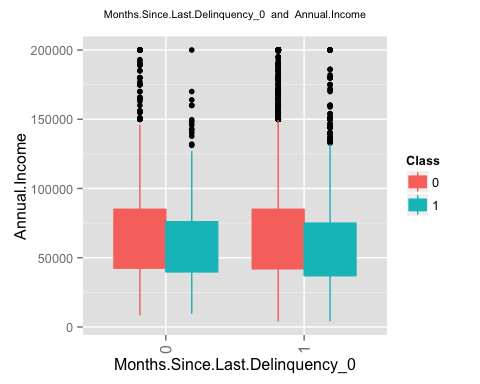 Months.Since.Last.Delinquency_0 and Annual.Income
200000
150000
100000
50000
0
Annual.Income
0
1
Months.Since.Last.Delinquency_0
Class
0
1